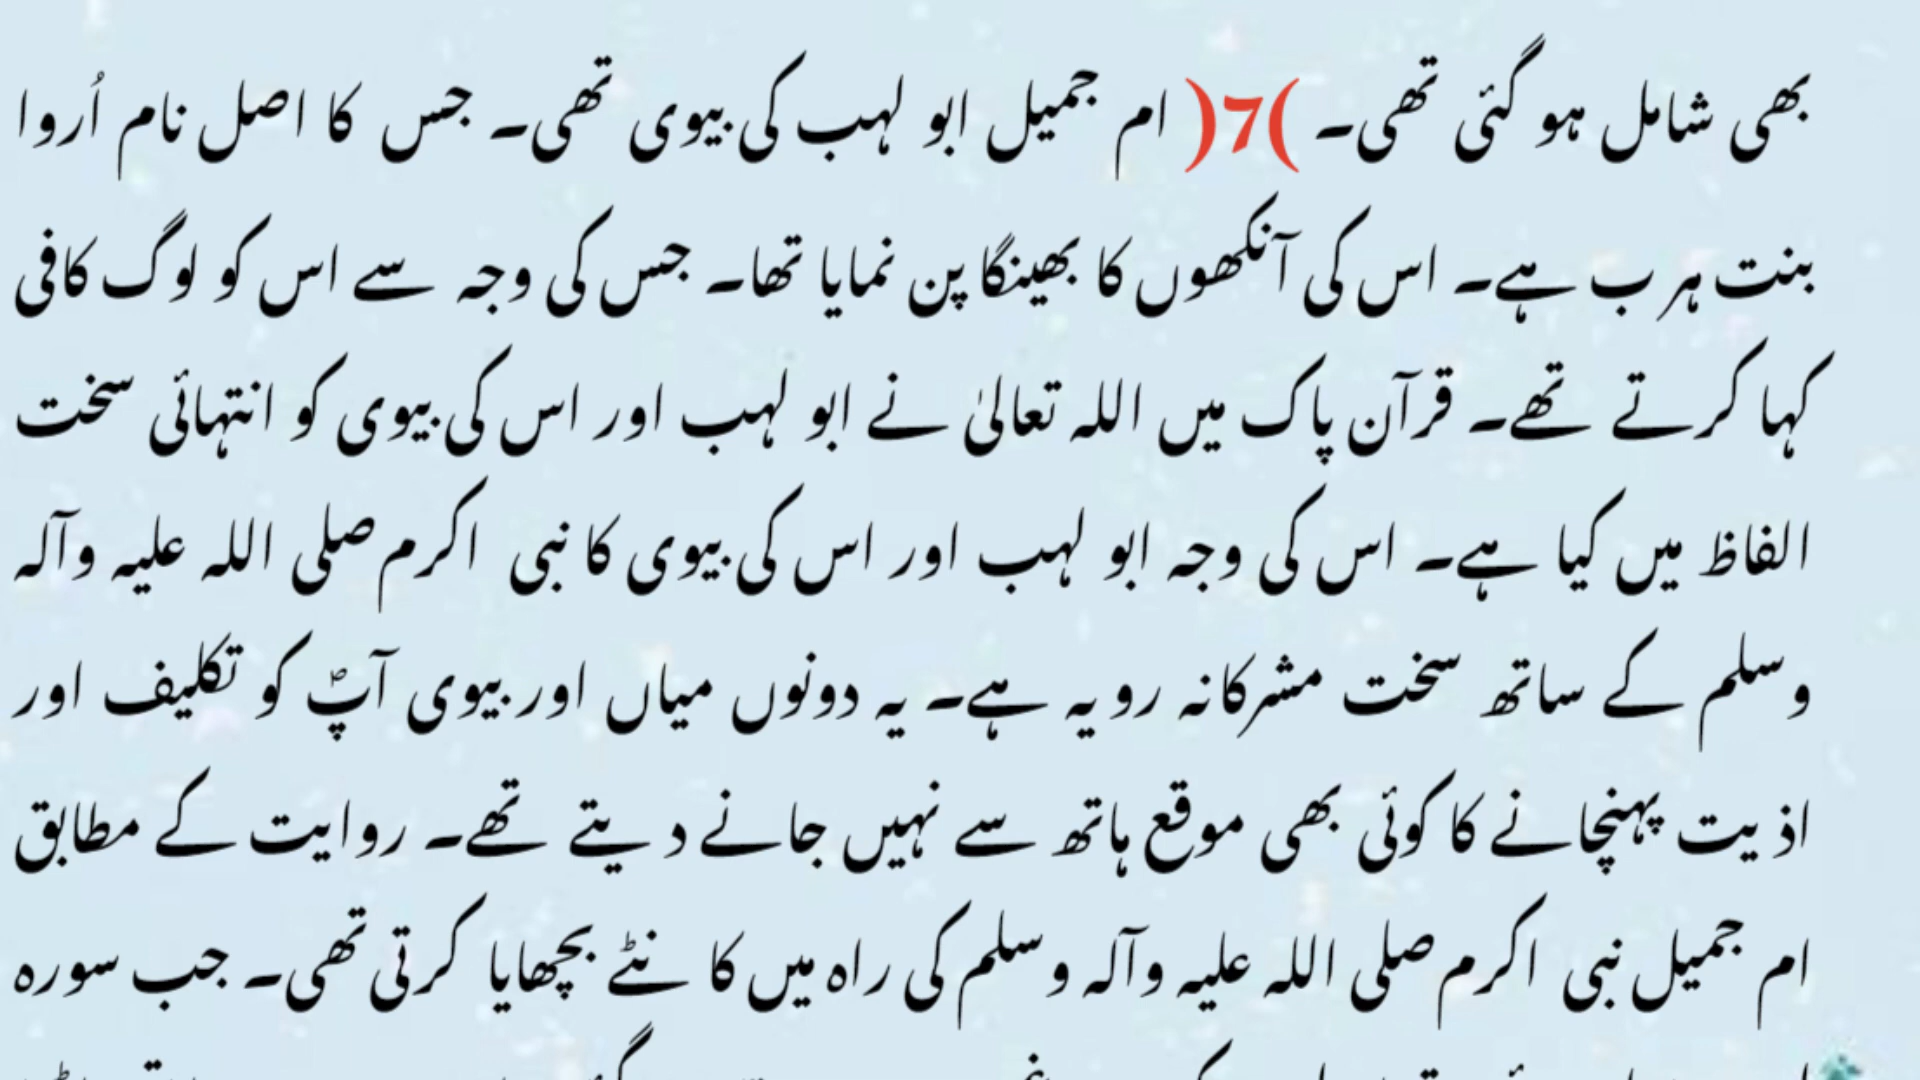 بھی شامل ہو گئی تھی۔ (7) ام جمیل ابو لہب کی بیوی تھی۔ جس کا اصل نام اُروا
بنت ہرب ہے۔ اس کی آنکھوں کا بھینگا پن نمایا تھا۔ جس کی وجہ سے اس کو لوگ کافی
کہا کرتے تھے۔ قرآن پاک میں اللہ تعالیٰ نے ابو لہب اور اس کی بیوی کو انتہائی سخت
الفاظ میں کیا ہے۔ اس کی وجہ ابو لہب اور اس کی بیوی کا نبی اکرم صلی اللہ علیہ وآلہ
وسلم کے ساتھ سخت مشرکانہ رویہ ہے۔ یہ دونوں میاں اور بیوی آپؐ کو تکلیف اور
اذیت پہنچانے کا کوئی بھی موقع ہاتھ سے نہیں جانے دیتے تھے۔ روایت کے مطابق
ام جمیل نبی اکرم صلی اللہ علیہ وآلہ وسلم کی راہ میں کانٹے بچھایا کرتی تھی۔ جب سورہ